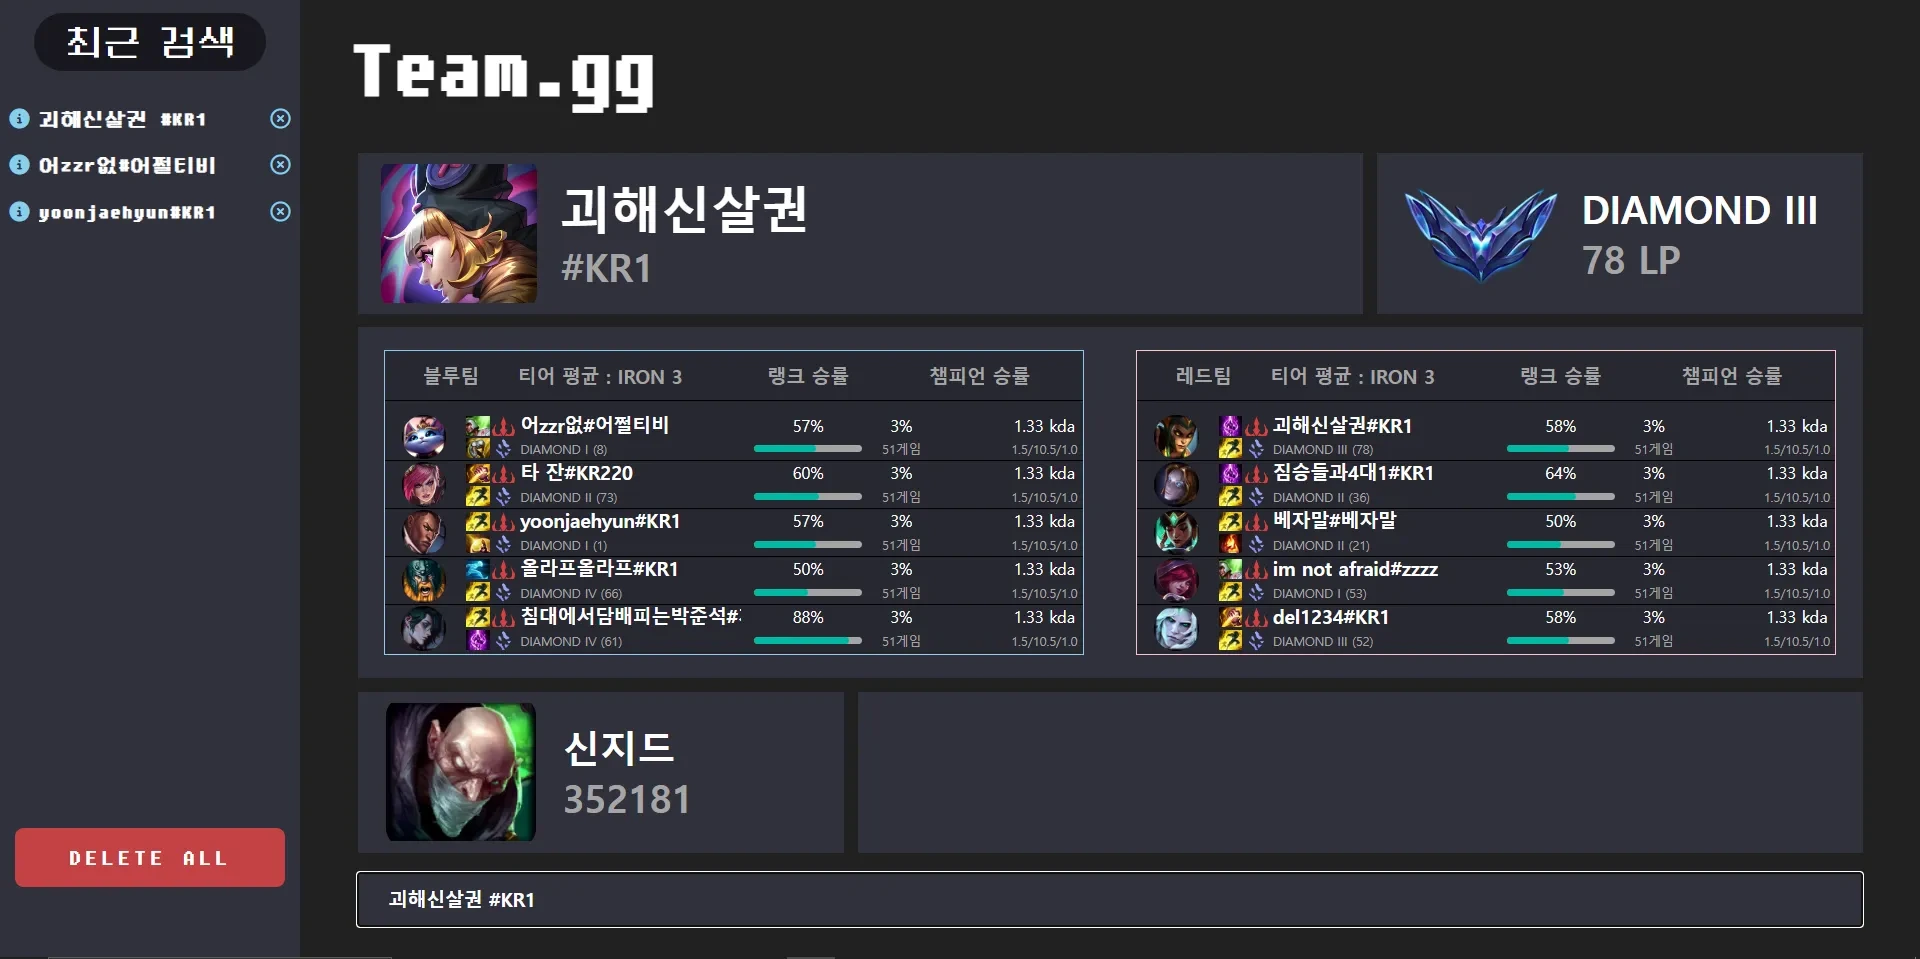 최근 검색
괴해신살권 #KR1
어zzr없#어쩔티비
yoonjaehyun#KR1
DELETE ALL
Team.gg
괴해신살권
#KR1
DIAMOND III
78 LP
블루팀 티어 평균 : IRON 3 랭크 승률 챔피언 승률
어zzr없#어쩔티비 57% 3% 1.33 kda
DIAMOND I (8) 51게임 1.5/10.5/1.0
타 잔#KR220 60% 3% 1.33 kda
DIAMOND II (73) 51게임 1.5/10.5/1.0
yoonjaehyun#KR1 57% 3% 1.33 kda
DIAMOND I (1) 51게임 1.5/10.5/1.0
올라프올라프#KR1 50% 3% 1.33 kda
DIAMOND IV (66) 51게임 1.5/10.5/1.0
침대에서담배피는박준석# 88% 3% 1.33 kda
DIAMOND IV (61) 51게임 1.5/10.5/1.0
레드팀 티어 평균 : IRON 3 랭크 승률 챔피언 승률
괴해신살권#KR1 58% 3% 1.33 kda
DIAMOND III (78) 51게임 1.5/10.5/1.0
짐승들과4대1#KR1 64% 3% 1.33 kda
DIAMOND II (36) 51게임 1.5/10.5/1.0
베자말#베자말 50% 3% 1.33 kda
DIAMOND II (21) 51게임 1.5/10.5/1.0
im not afraid#zzzz 53% 3% 1.33 kda
DIAMOND I (53) 51게임 1.5/10.5/1.0
del1234#KR1 58% 3% 1.33 kda
DIAMOND III (52) 51게임 1.5/10.5/1.0
신지드
352181
괴해신살권 #KR1